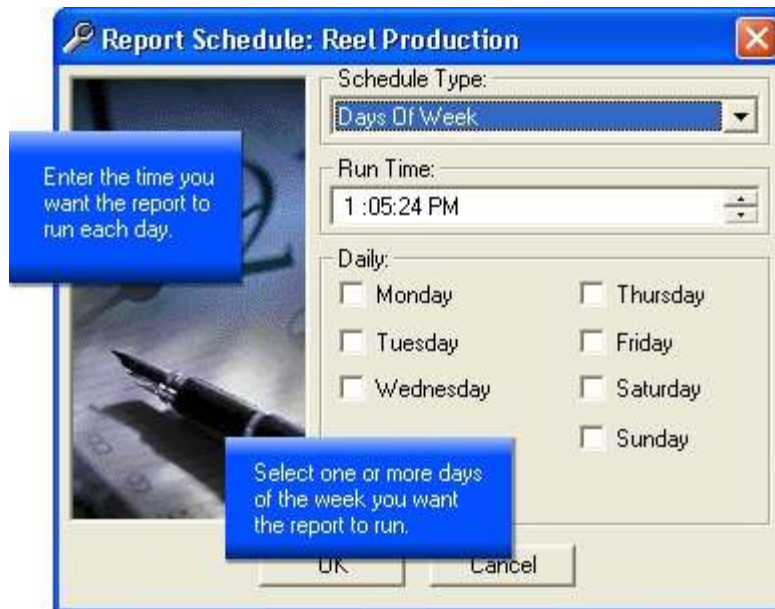 Report Schedule: Reel Production
Schedule Type:
Days Of Week
Enter the time you
want the report to
run each day.
Run Time:
1 :05:24 PM
Daily:
Monday
Thursday
Tuesday
Friday
Wednesday
Saturday
Sunday
Select one or more days
of the week you want
the report to run.
OK
Cancel